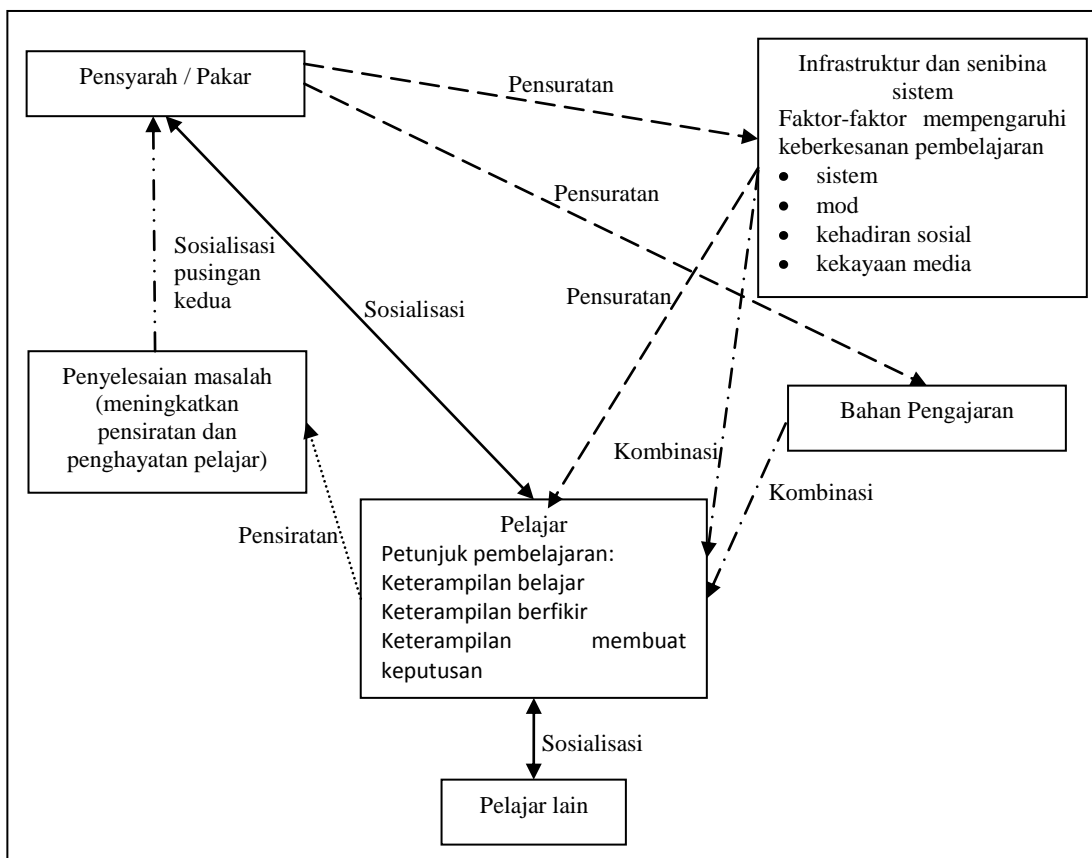 Pensyarah / Pakar
Pensuratan
Infrastruktur dan senibina
sistem
Faktor-faktor mempengaruhi
keberkesanan pembelajaran
• sistem
• mod
• kehadiran sosial
• kekayaan media
Pensuratan
Sosialisasi
pusingan
kedua
Sosialisasi
Pensuratan
Penyelesaian masalah
(meningkatkan
pensiratan dan
penghayatan pelajar)
Bahan Pengajaran
Kombinasi
Kombinasi
Pensiratan
Pelajar
Petunjuk pembelajaran:
Keterampilan belajar
Keterampilan berfikir
Keterampilan membuat
keputusan
Sosialisasi
Pelajar lain